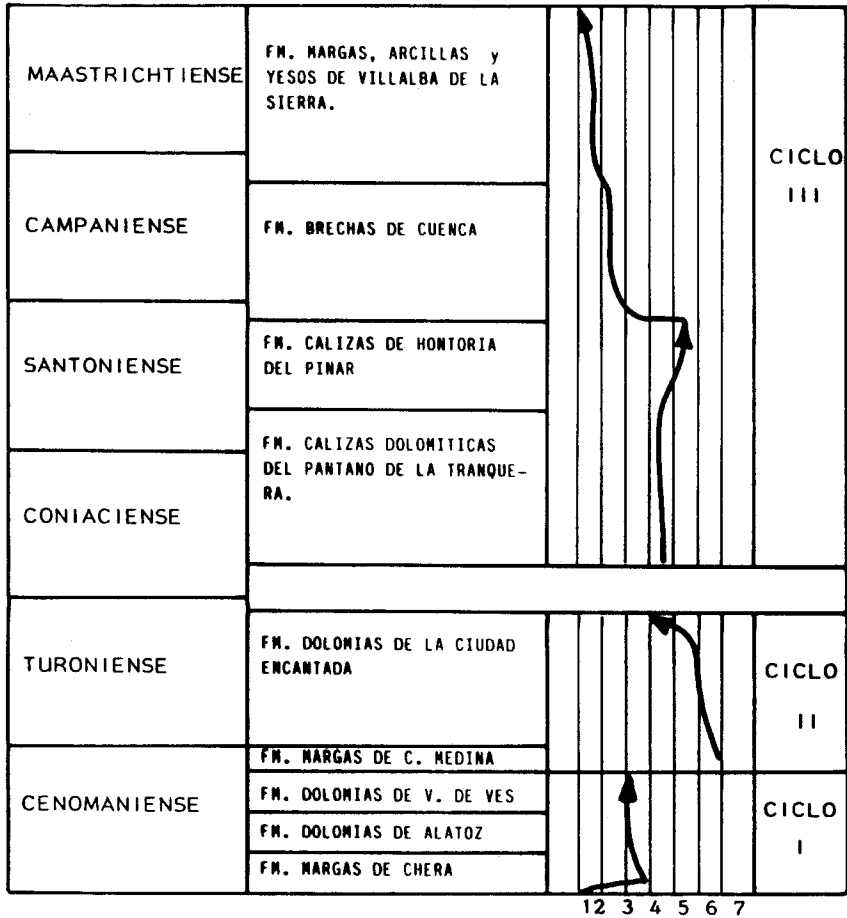 MAASTRICHTIENSE
FM. MARGAS, ARCILLAS y
YESOS DE VILLALBA DE LA
SIERRA.
CICLO
III
CAMPANIENSE
FM. BRECHAS DE CUENCA
SANTONIENSE
FM. CALIZAS DE HONTORIA
DEL PINAR
FM. CALIZAS DOLOMITICAS
DEL PANTANO DE LA TRANQUE-
RA.
CONIACIENSE
TURONIENSE
FM. DOLOMIAS DE LA CIUDAD
ENCANTADA
CICLO
II
FM. MARGAS DE C. MEDINA
CENOMANIENSE
FM. DOLOMIAS DE V. DE VES
FM. DOLOMIAS DE ALATOZ
FM. MARGAS DE CHERA
CICLO
I
12 3 4 5 6 7